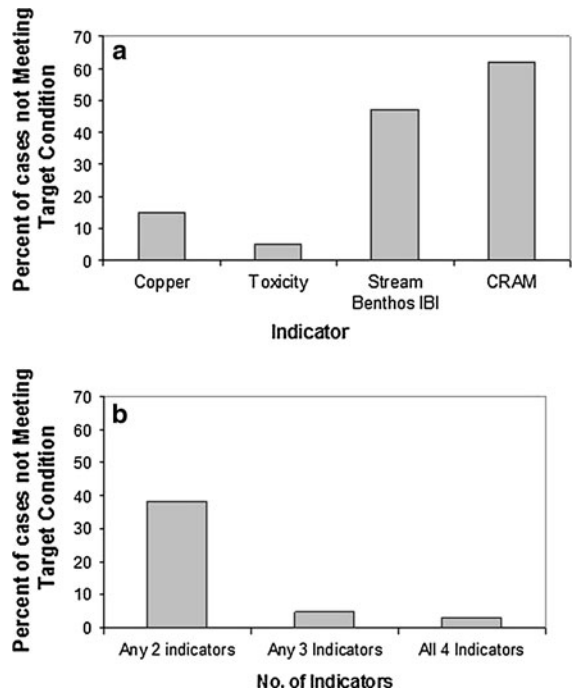 a
Percent of cases not Meeting
Target Condition
70
60
50
40
30
20
10
0
Copper Toxicity Stream CRAM
Benthos IBI
Indicator
b
Percent of cases not Meeting
Target Condition
70
60
50
40
30
20
10
0
Any 2 indicators Any 3 Indicators All 4 Indicators
No. of Indicators